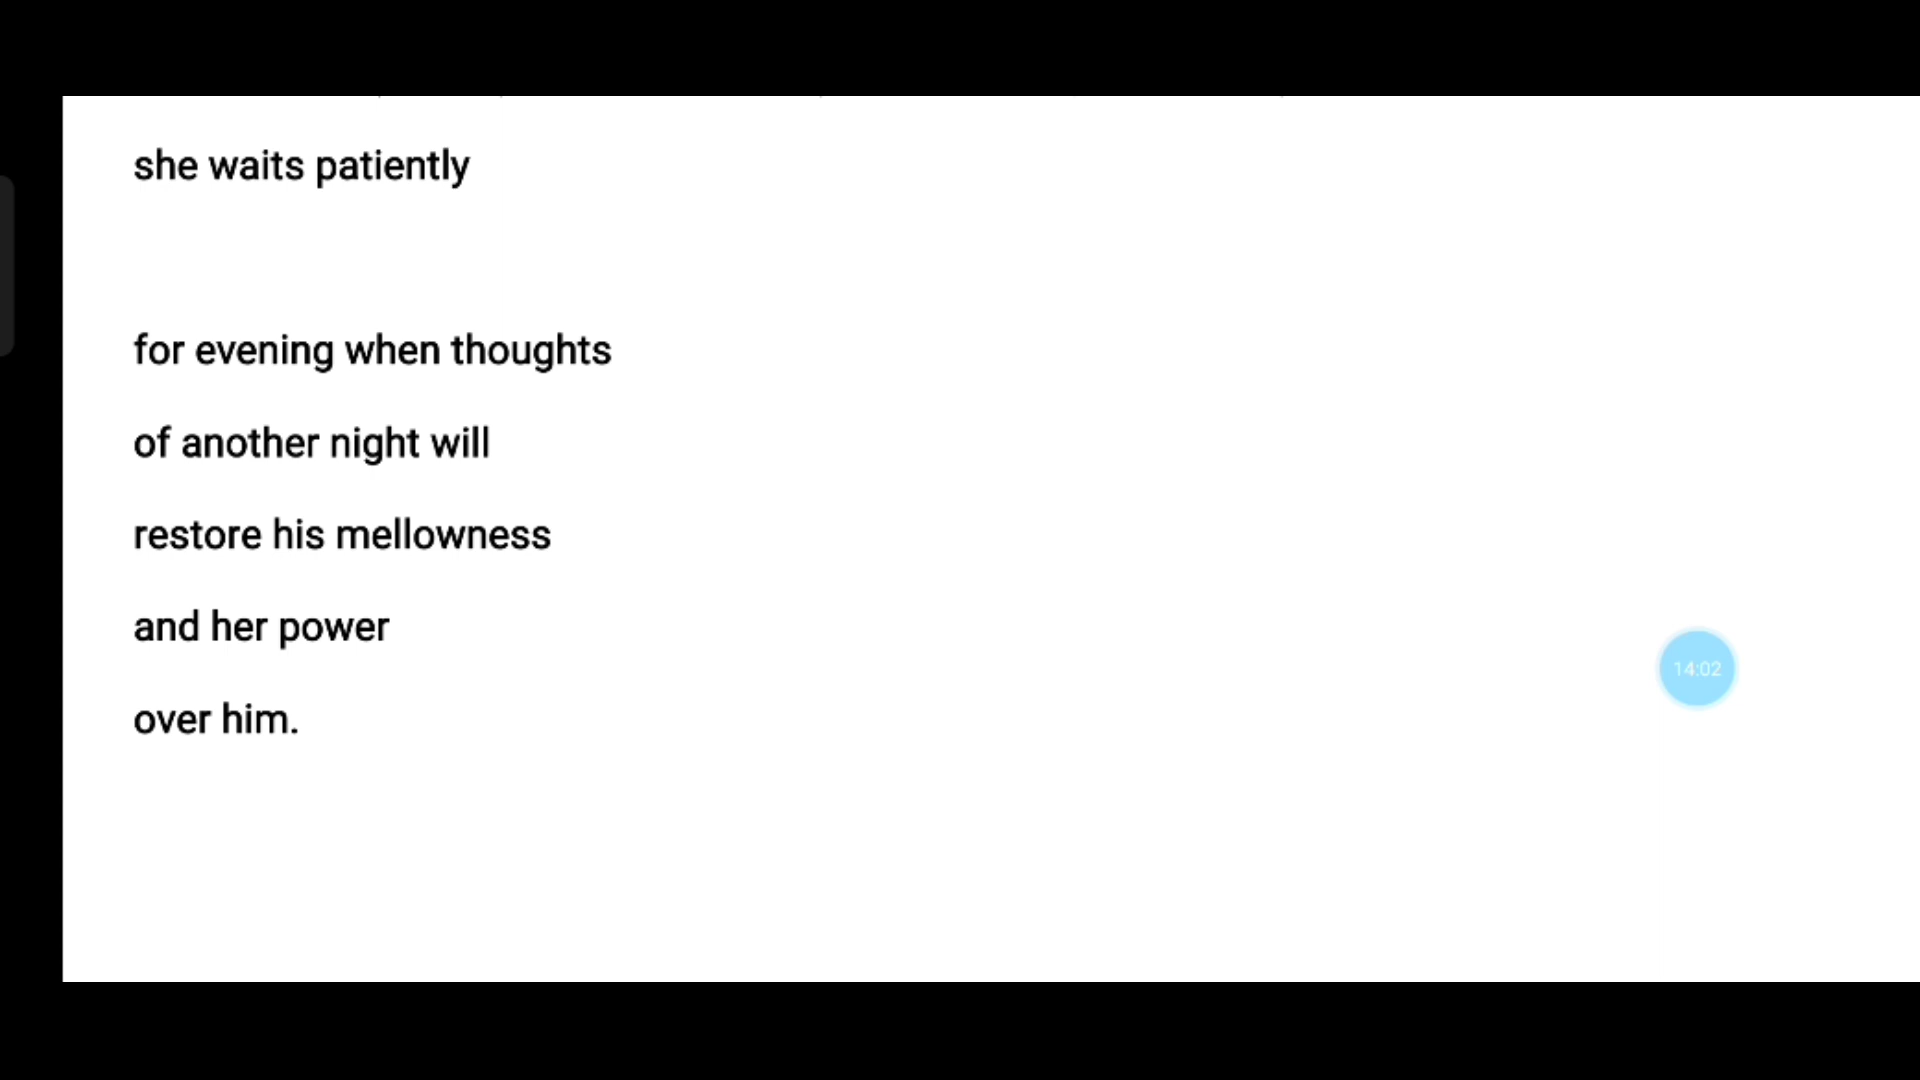 she waits patiently
for evening when thoughts
of another night will
restore his mellowness
and her power
over him.
14:02